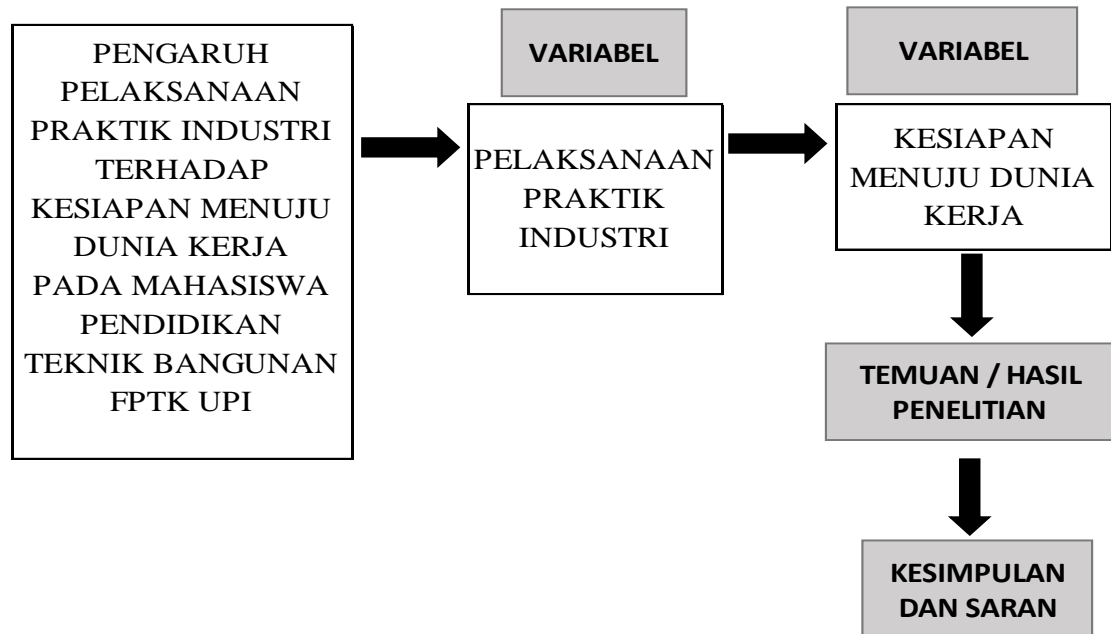 PENGARUH
PELAKSANAAN
PRAKTIK INDUSTRI
TERHADAP
KESIAPAN MENUJU
DUNIA KERJA
PADA MAHASISWA
PENDIDIKAN
TEKNIK BANGUNAN
FPTK UPI
VARIABEL
PELAKSANAAN
PRAKTIK
INDUSTRI
VARIABEL
KESIAPAN
MENUJU DUNIA
KERJA
TEMUAN / HASIL
PENELITIAN
KESIMPULAN
DAN SARAN